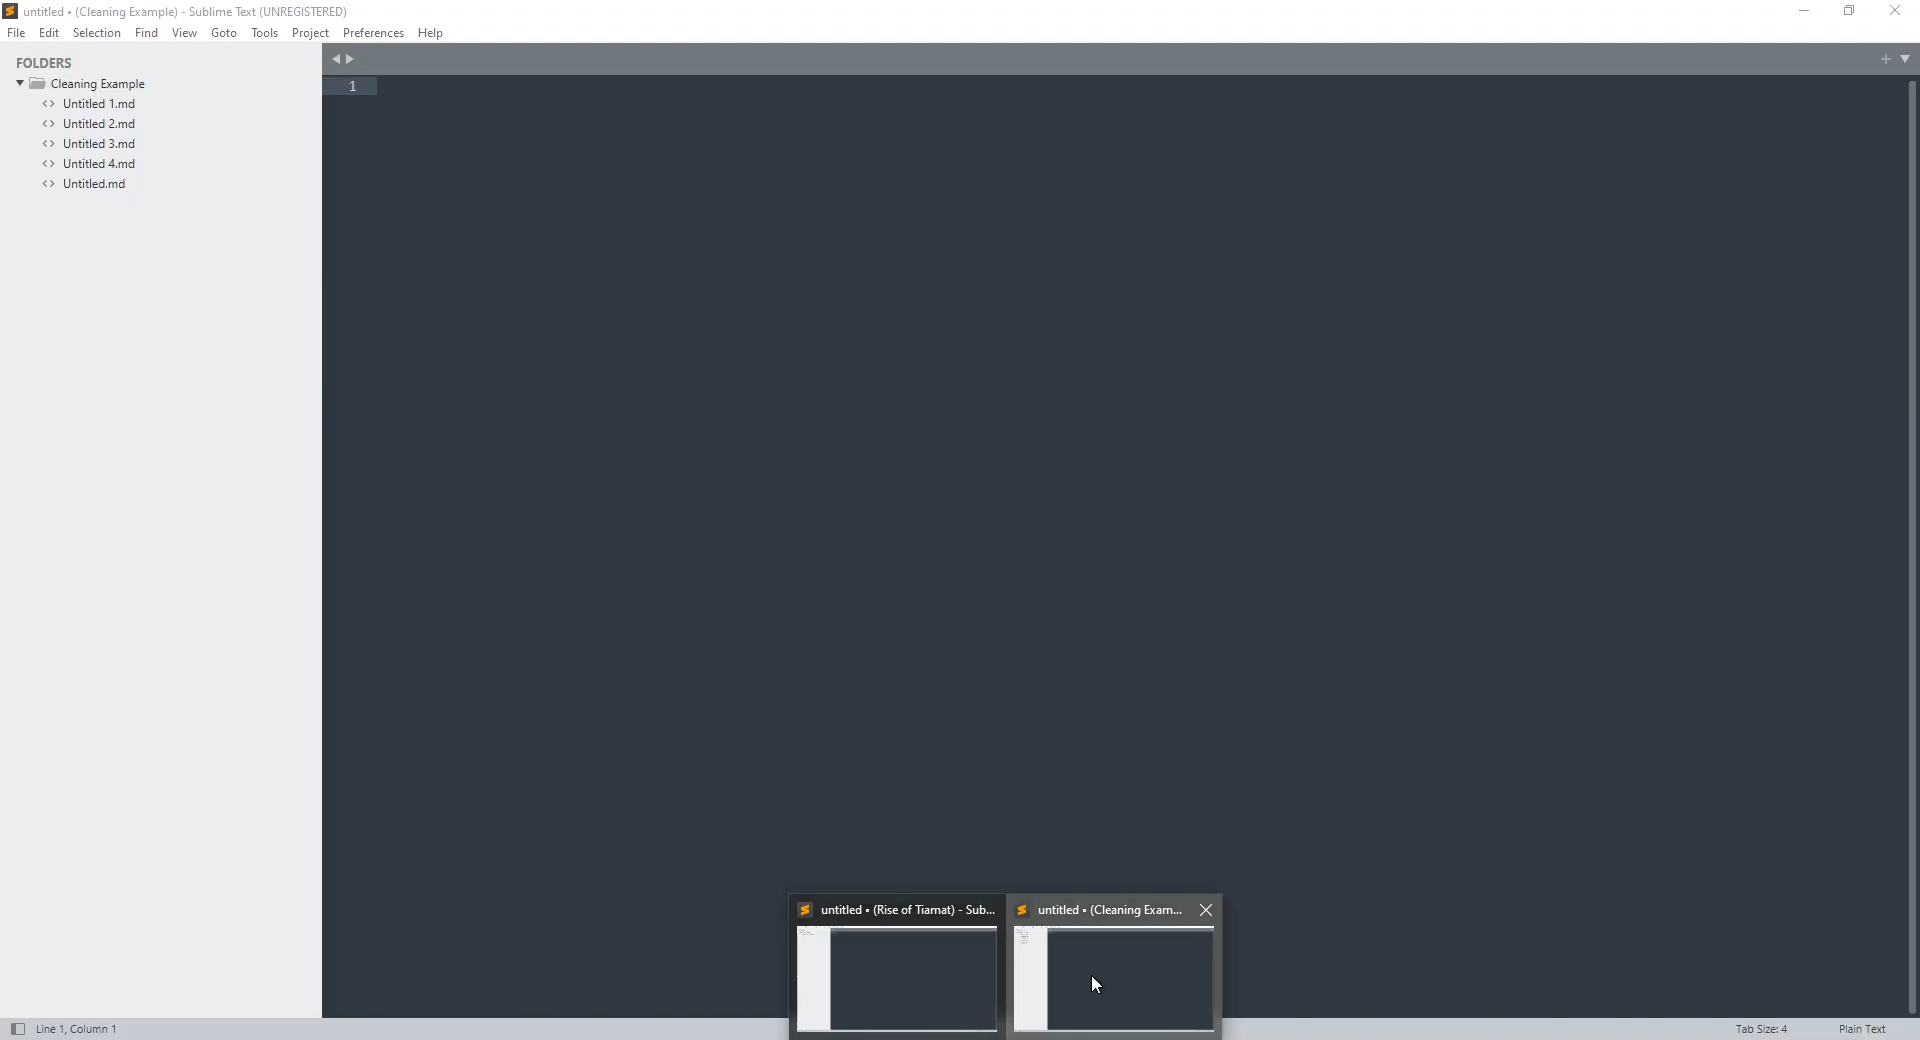 untitled • (Cleaning Example) - Sublime Text (UNREGISTERED)
File Edit Selection Find View Goto Tools Project Preferences Help
FOLDERS
Cleaning Example
Untitled 1.md
Untitled 2.md
Untitled 3.md
Untitled 4.md
Untitled.md
1
untitled • (Rise of Tiamat) - Sub...
untitled • (Cleaning Exam...
Line 1, Column 1
Tab Size: 4
Plain Text